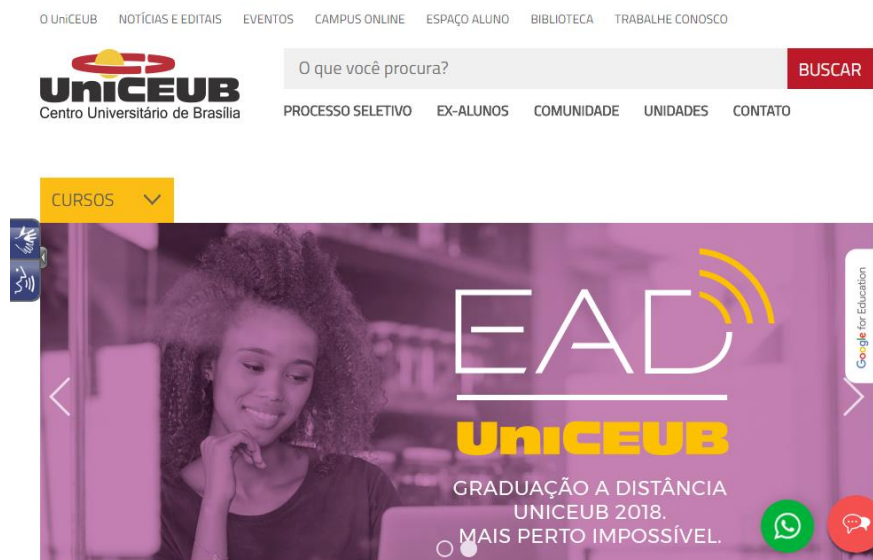 O UniCEUB NOTÍCIAS E EDITAIS EVENTOS CAMPUS ONLINE ESPAÇO ALUNO BIBLIOTECA TRABALHE CONOSCO
UniCEUB
Centro Universitário de Brasília
O que você procura?
BUSCAR
PROCESSO SELETIVO EX-ALUNOS COMUNIDADE UNIDADES CONTATO
CURSOS
EAD
UniCEUB
GRADUAÇÃO A DISTÂNCIA
UNICEUB 2018.
MAIS PERTO IMPOSSÍVEL.
Google for Education